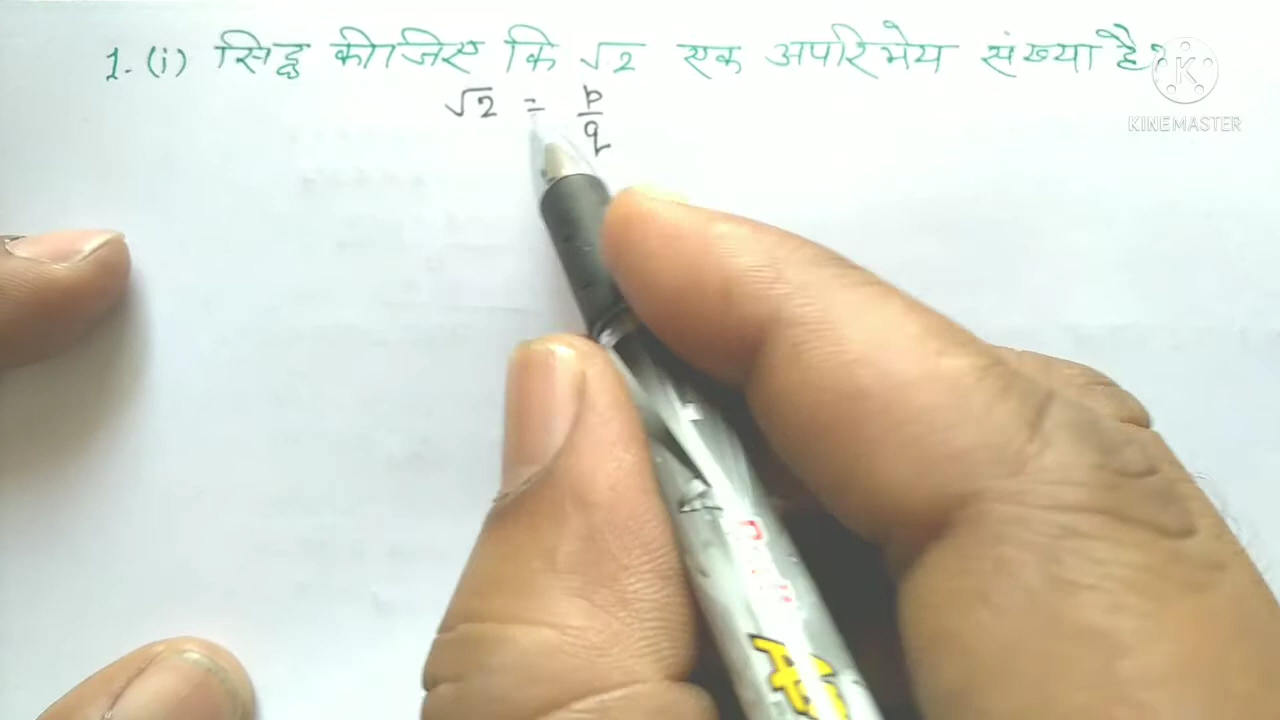 1. (i) सिद्ध कीजिए कि √2 एक अपरिमेय संख्या है?
√2 = p/q
KINEMASTER